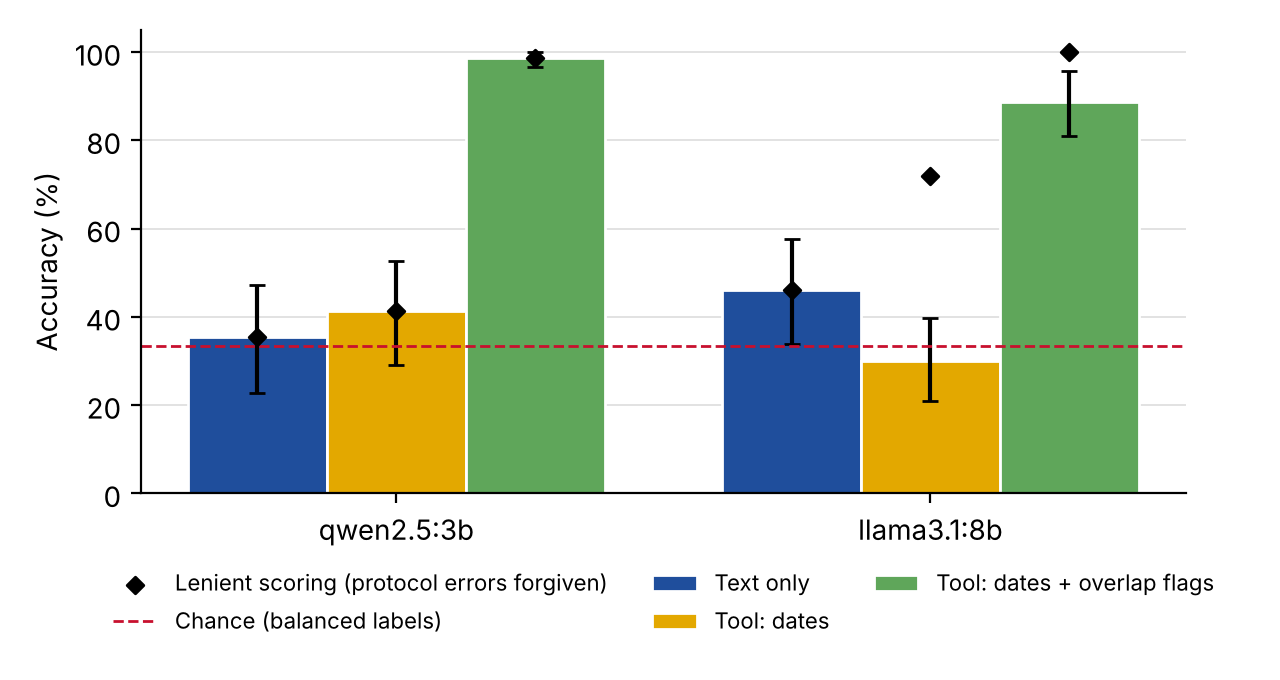 100
80
60
40
20
0
Accuracy (%)
qwen2.5:3b
llama3.1:8b
Lenient scoring (protocol errors forgiven)
Chance (balanced labels)
Text only
Tool: dates
Tool: dates + overlap flags